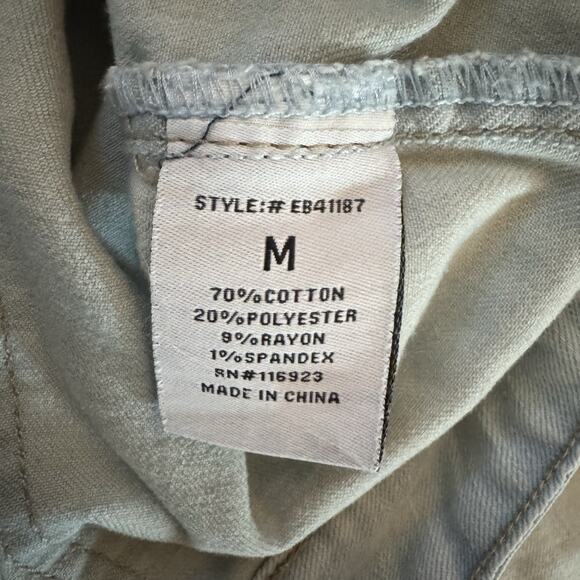 STYLE:# EB41187
M
70%COTTON
20%POLYESTER
9%RAYON
1%SPANDEX
RN#116923
MADE IN CHINA